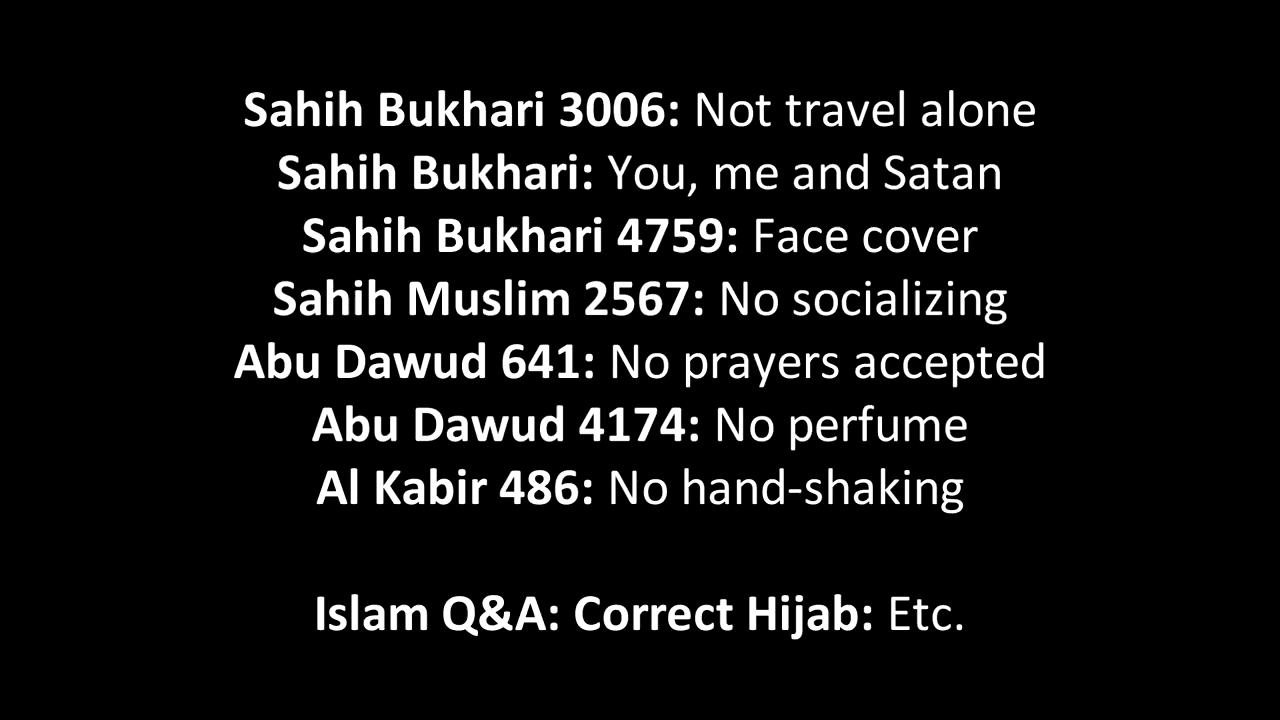 Sahih Bukhari 3006: Not travel alone
Sahih Bukhari: You, me and Satan
Sahih Bukhari 4759: Face cover
Sahih Muslim 2567: No socializing
Abu Dawud 641: No prayers accepted
Abu Dawud 4174: No perfume
Al Kabir 486: No hand-shaking
Islam Q&A: Correct Hijab: Etc.